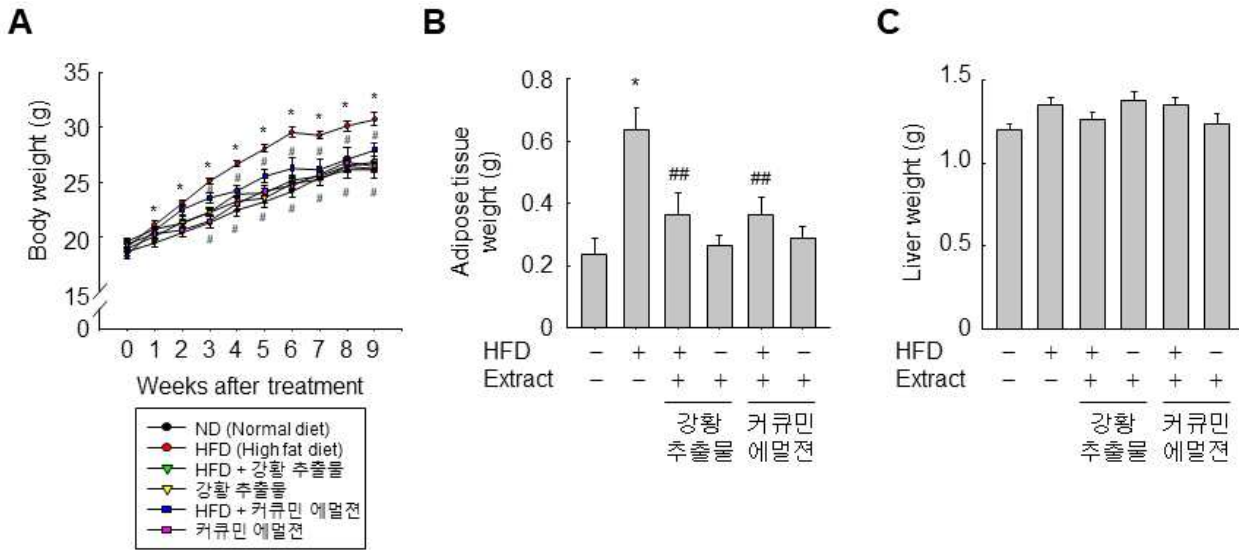 A
Body weight (g)
35
30
25
20
15
0
* * * * * * * * *
# # # # # # #
# # # # # # #
0 1 2 3 4 5 6 7 8 9
Weeks after treatment
ND (Normal diet)
HFD (High fat diet)
HFD + 강황 추출물
강황 추출물
HFD + 커큐민 에멀젼
커큐민 에멀젼
B
Adipose tissue
weight (g)
0.8
0.6
0.4
0.2
0
*
## ##
HFD − + + − + −
Extract − − + + + +
강황 커큐민
추출물 에멀젼
C
Liver weight (g)
1.5
1.0
0.5
0
HFD − + + − + −
Extract − − + + + +
강황 커큐민
추출물 에멀젼